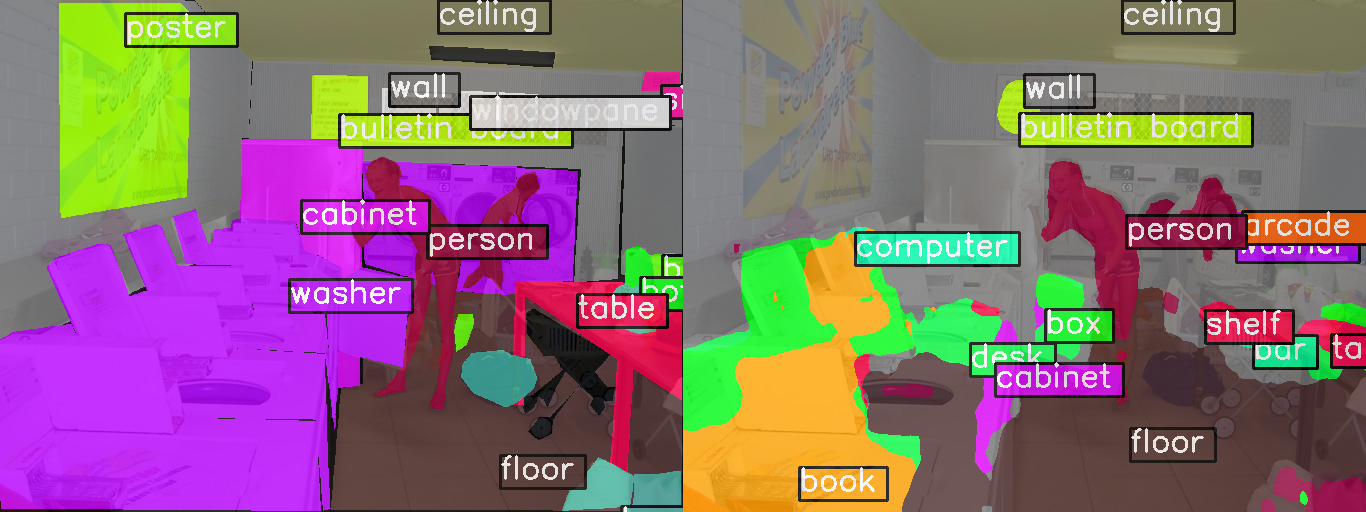 poster
ceiling
wall
windowpane
bulletin board
cabinet
person
washer
table
floor
ceiling
wall
bulletin board
computer
person
arcade
washer
box
shelf
desk
bar
ta
cabinet
floor
book